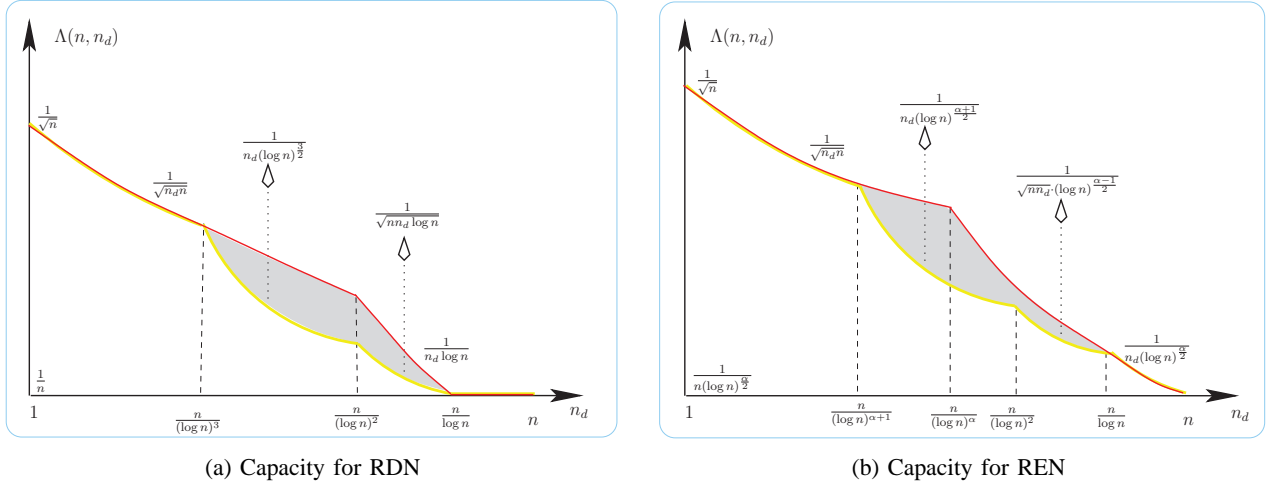 Λ(n, n_d)
1/√n
1/√(n_d n)
1/(n_d(log n)^{3/2})
1/√(nn_d log n)
1/(n_d log n)
1/n
1
n/(log n)^3
n/(log n)^2
n/log n
n
n_d
(a) Capacity for RDN
Λ(n, n_d)
1/√n
1/√(n_d n)
1/(n_d(log n)^{(α+1)/2})
1/(√(nn_d)·(log n)^{(α−1)/2})
1/(n_d(log n)^{α/2})
1/(n(log n)^{α/2})
1
n/(log n)^{α+1}
n/(log n)^α
n/(log n)^2
n/log n
n
n_d
(b) Capacity for REN